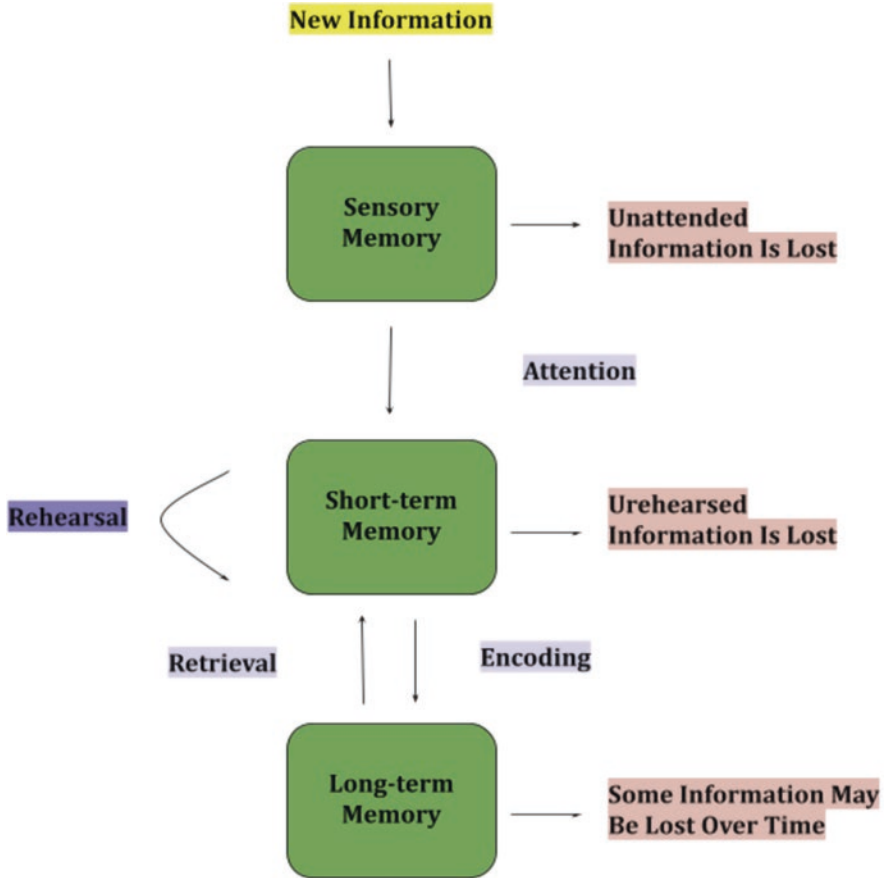 New Information
Sensory
Memory
Unattended
Information Is Lost
Attention
Rehearsal
Short-term
Memory
Urehearsed
Information Is Lost
Retrieval
Encoding
Long-term
Memory
Some Information May
Be Lost Over Time